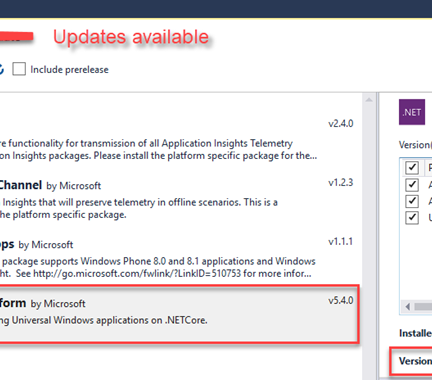 Updates available
Include prerelease
v2.4.0
.NET
re functionality for transmission of all Application Insights Telemetry
Version(
on Insights packages. Please install the platform specific package for the...
Channel by Microsoft
v1.2.3
Insights that will preserve telemetry in offline scenarios. This is a
the platform specific package.
ps by Microsoft
v1.1.1
package supports Windows Phone 8.0 and 8.1 applications and Windows
ht. See http://go.microsoft.com/fwlink/?LinkID=510753 for more infor...
form by Microsoft
v5.4.0
ng Universal Windows applications on .NETCore.
Installe
Version